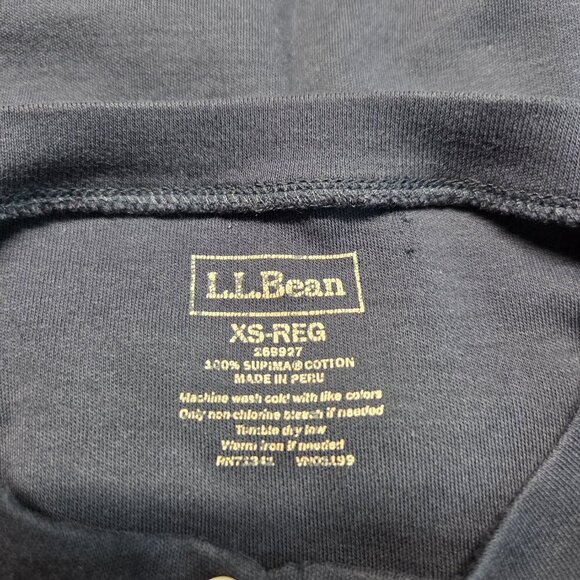 L.L.Bean
XS-REG
269927
100% SUPIMA® COTTON
MADE IN PERU
Machine wash cold with like colors
Only non-chlorine bleach if needed
Tumble dry low
Warm iron if needed
RN71341